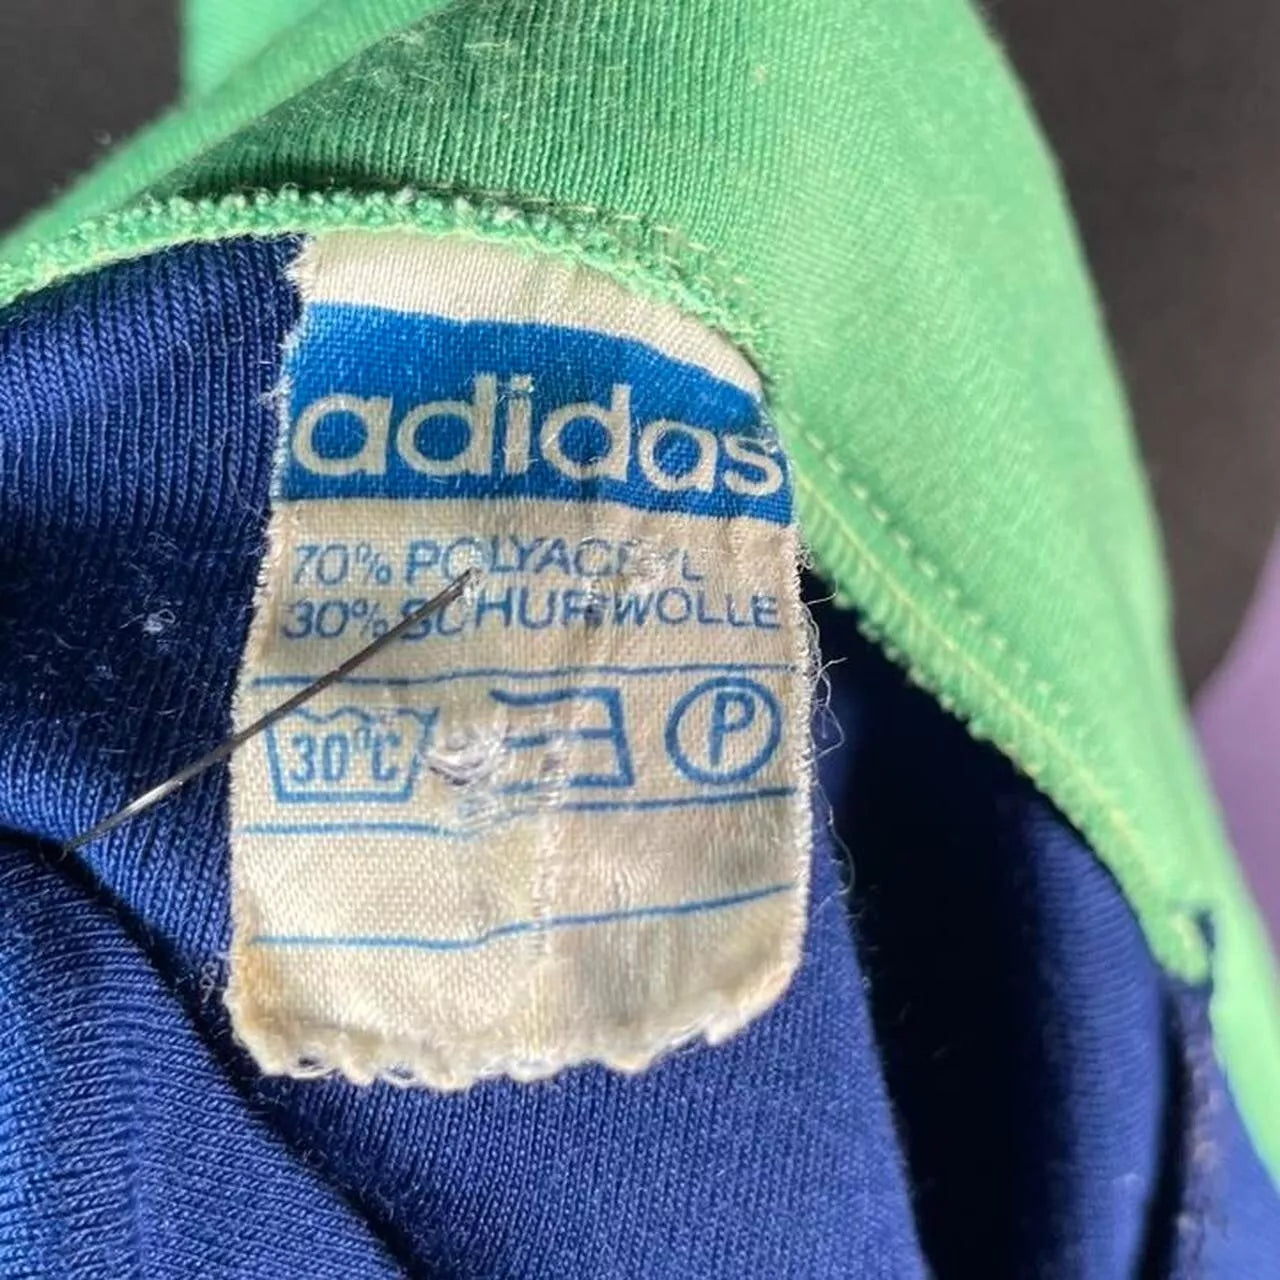 adidas
70% POLYACRYL
30% SCHURWOLLE
30°C P